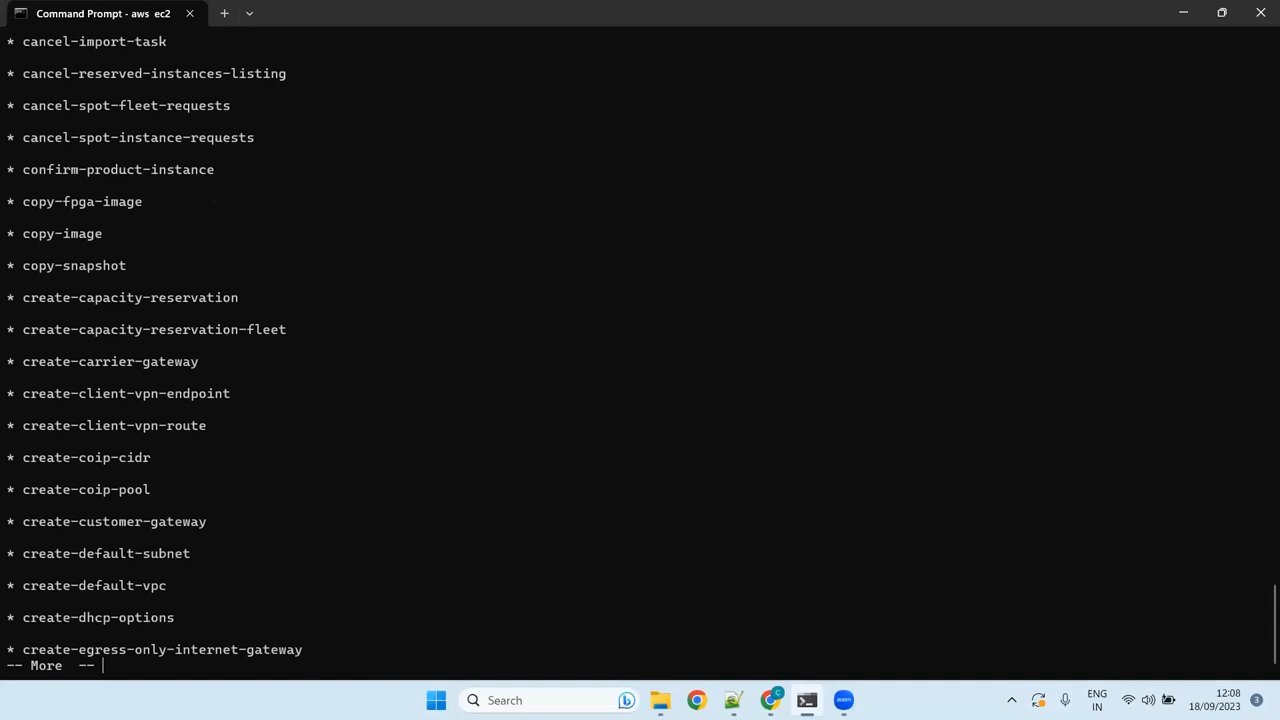 Command Prompt - aws  ec2
* cancel-import-task
* cancel-reserved-instances-listing
* cancel-spot-fleet-requests
* cancel-spot-instance-requests
* confirm-product-instance
* copy-fpga-image
* copy-image
* copy-snapshot
* create-capacity-reservation
* create-capacity-reservation-fleet
* create-carrier-gateway
* create-client-vpn-endpoint
* create-client-vpn-route
* create-coip-cidr
* create-coip-pool
* create-customer-gateway
* create-default-subnet
* create-default-vpc
* create-dhcp-options
* create-egress-only-internet-gateway
-- More  --
Search
C
zoom
ENG
IN
12:08
18/09/2023
3